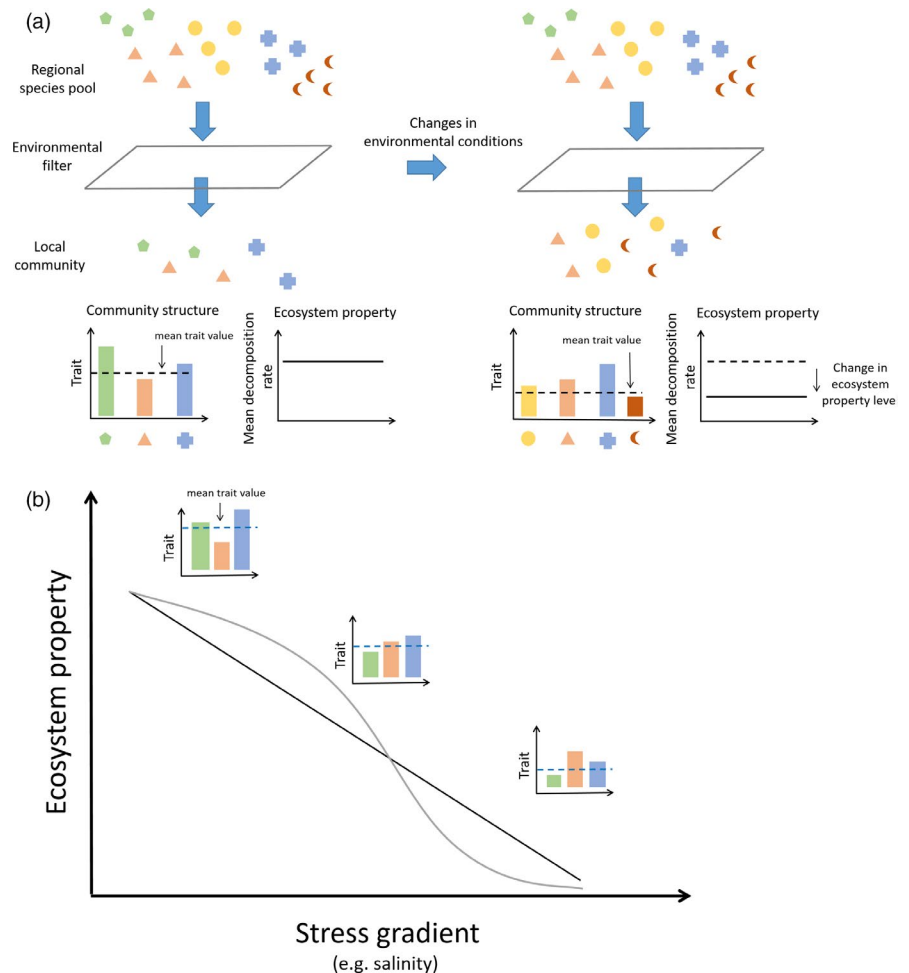 (a)
Regional
species pool
Environmental
filter
Changes in
environmental conditions
Local
community
Community structure
Trait
mean trait value
Ecosystem property
Mean decomposition
rate
Community structure
Trait
mean trait value
Ecosystem property
Mean decomposition
rate
Change in
ecosystem
property leve
(b)
Ecosystem property
mean trait value
Trait
Trait
Trait
Stress gradient
(e.g. salinity)